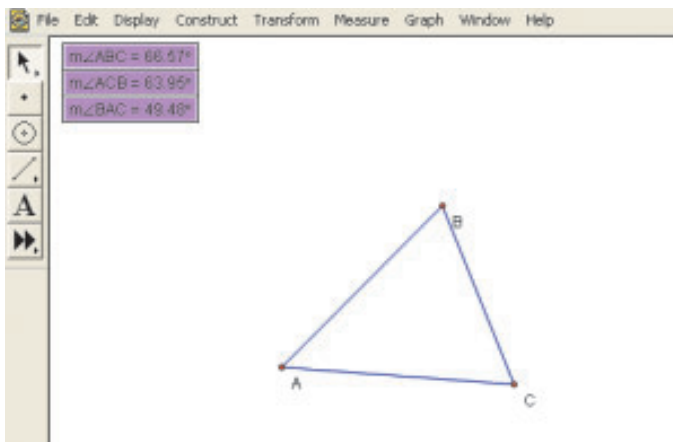 File Edit Display Construct Transform Measure Graph Window Help
m∠ABC = 66.57°
m∠ACB = 63.95°
m∠BAC = 49.48°
A
B
A
C